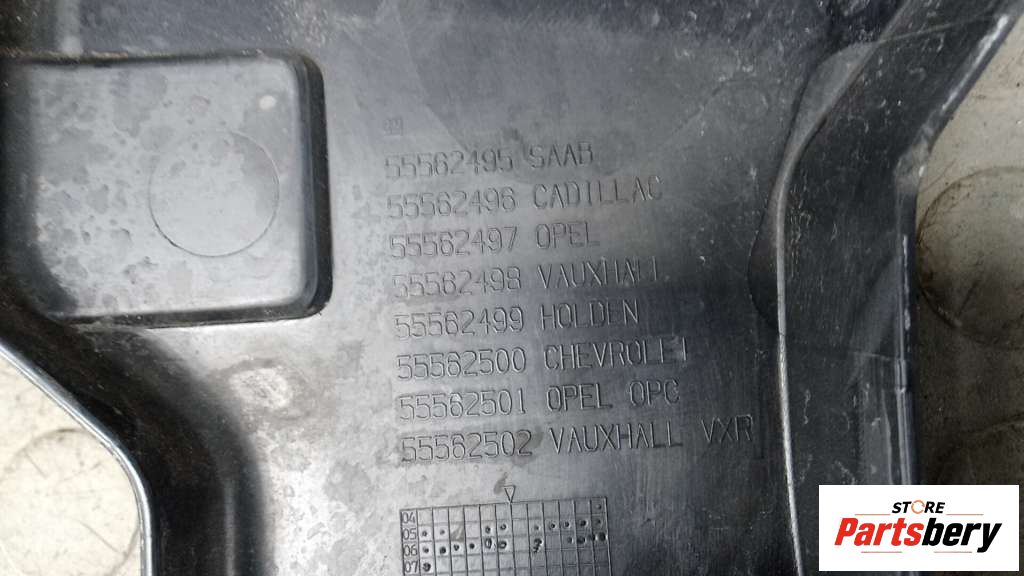 55562495 SAAB
55562496 CADILLAC
55562497 OPEL
55562498 VAUXHALL
55562499 HOLDEN
55562500 CHEVROLET
55562501 OPEL OPC
55562502 VAUXHALL VXR
04
05
06
07
STORE
Partsbery